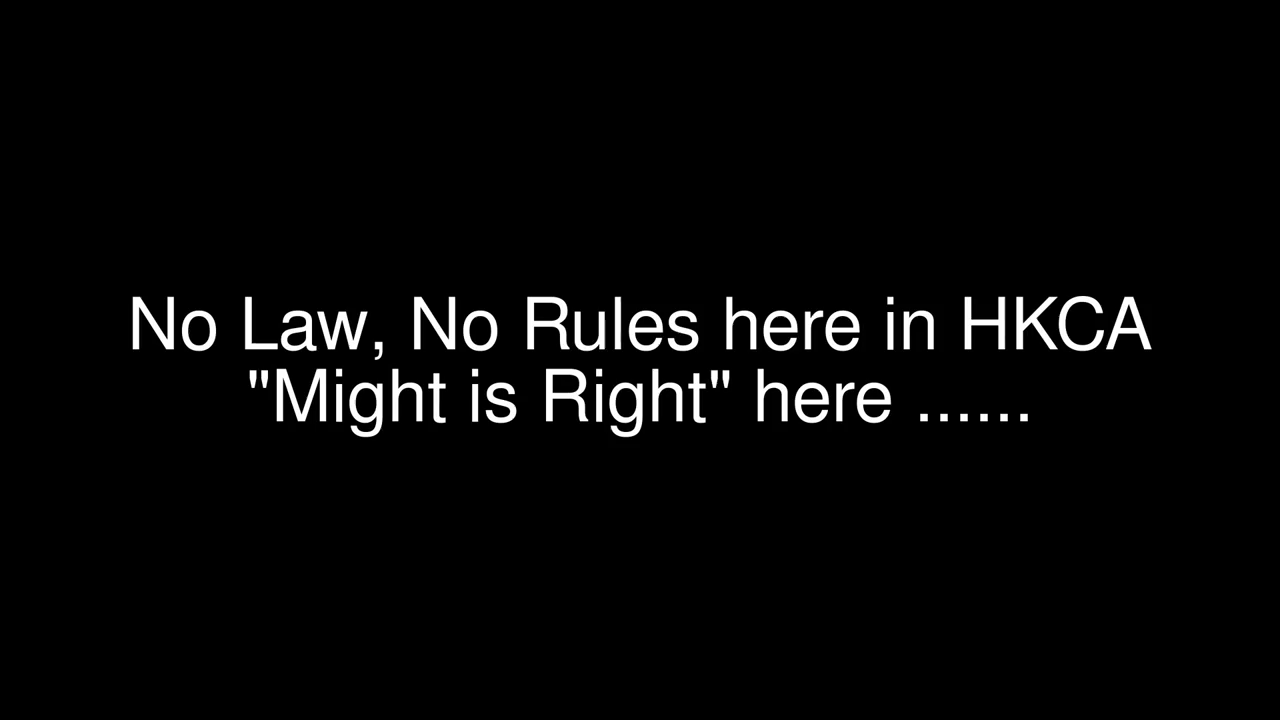 No Law, No Rules here in HKCA
"Might is Right" here ......